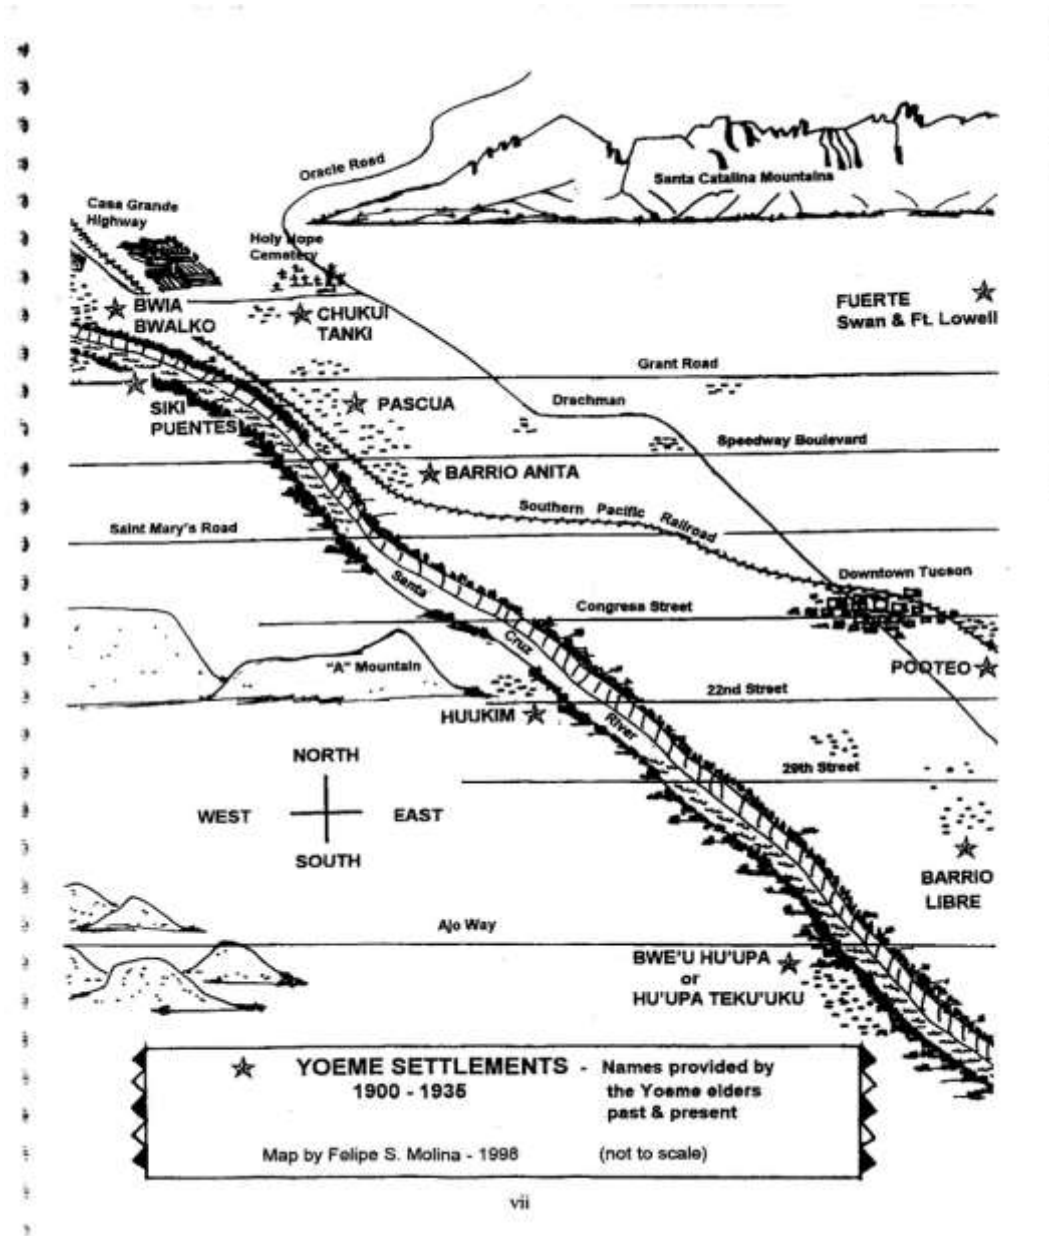 Oracle Road
Santa Catalina Mountains
Casa Grande
Highway
Holy Hope
Cemetery
BWIA
BWALKO
CHUKUI
TANKI
FUERTE
Swan & Ft. Lowell
Grant Road
SIKI
PUENTES
PASCUA
Drachman
Speedway Boulevard
BARRIO ANITA
Saint Mary's Road
Southern Pacific Railroad
Downtown Tucson
Santa Cruz River
Congress Street
"A" Mountain
POOTEO
22nd Street
HUUKIM
29th Street
NORTH
WEST EAST
SOUTH
BARRIO
LIBRE
Ajo Way
BWE'U HU'UPA
or
HU'UPA TEKU'UKU
YOEME SETTLEMENTS - Names provided by
1900 - 1935 the Yoeme elders
past & present
Map by Felipe S. Molina - 1998 (not to scale)
vii